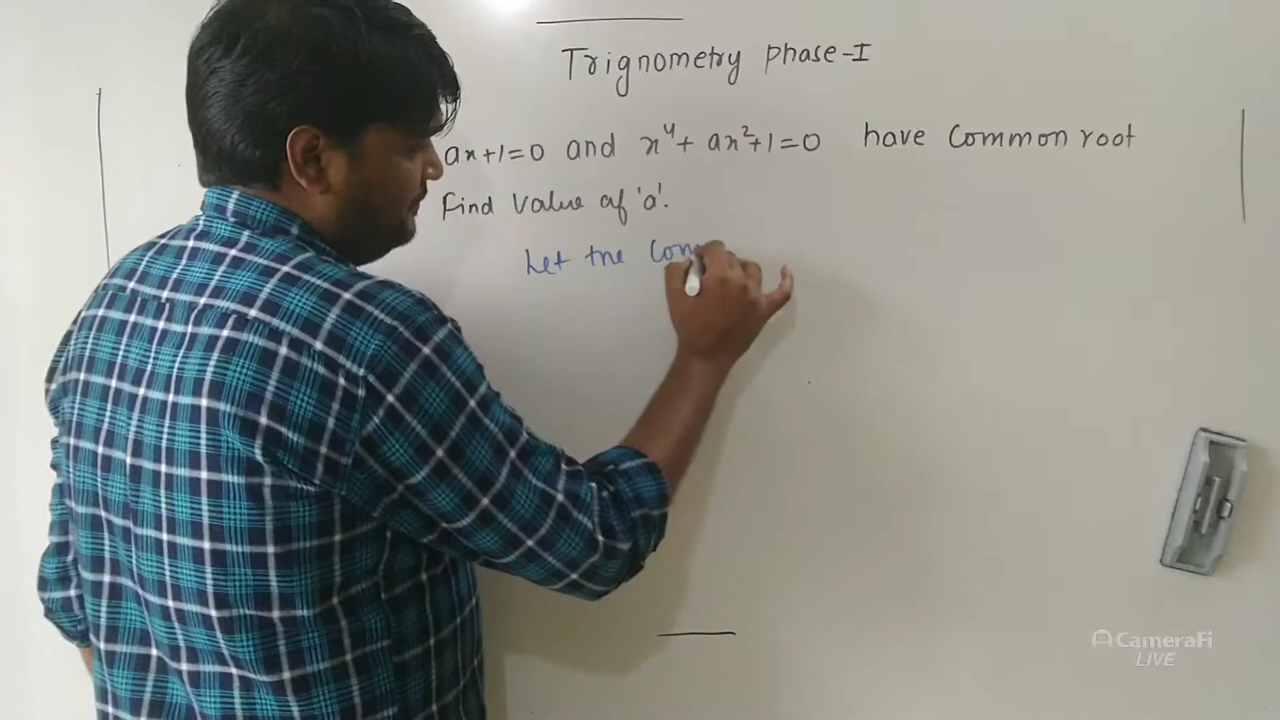 Trignometry Phase-I
ax+1=0 and x⁴+ ax²+1=0 have Common root
Find Value of 'a'.
Let the Com
CameraFi
LIVE